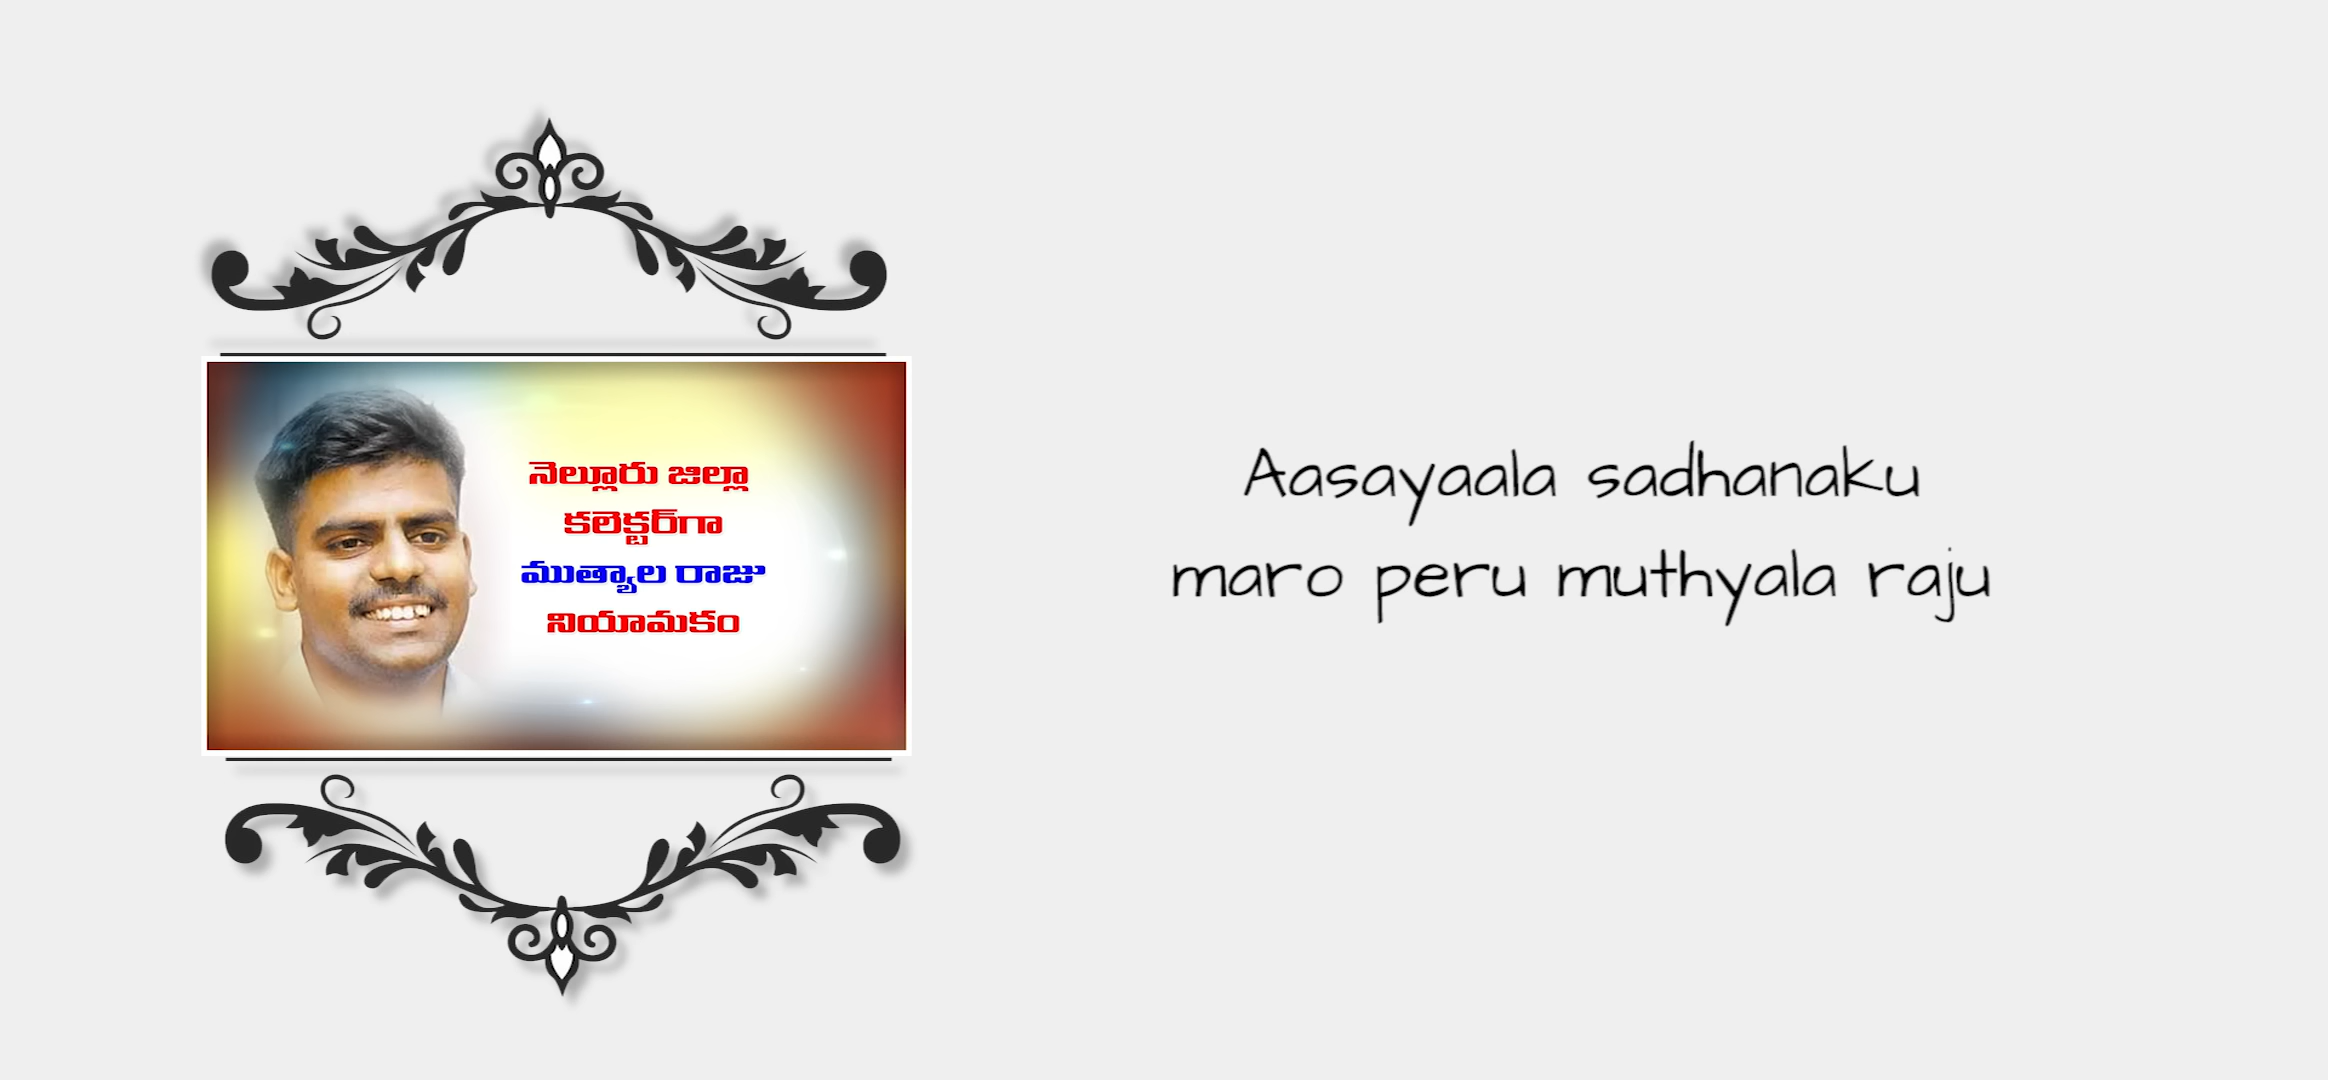 నెల్లూరు జిల్లా
కలెక్టర్‌గా
ముత్యాల రాజు
నియామకం
Aasayaala sadhanaku
maro peru muthyala raju